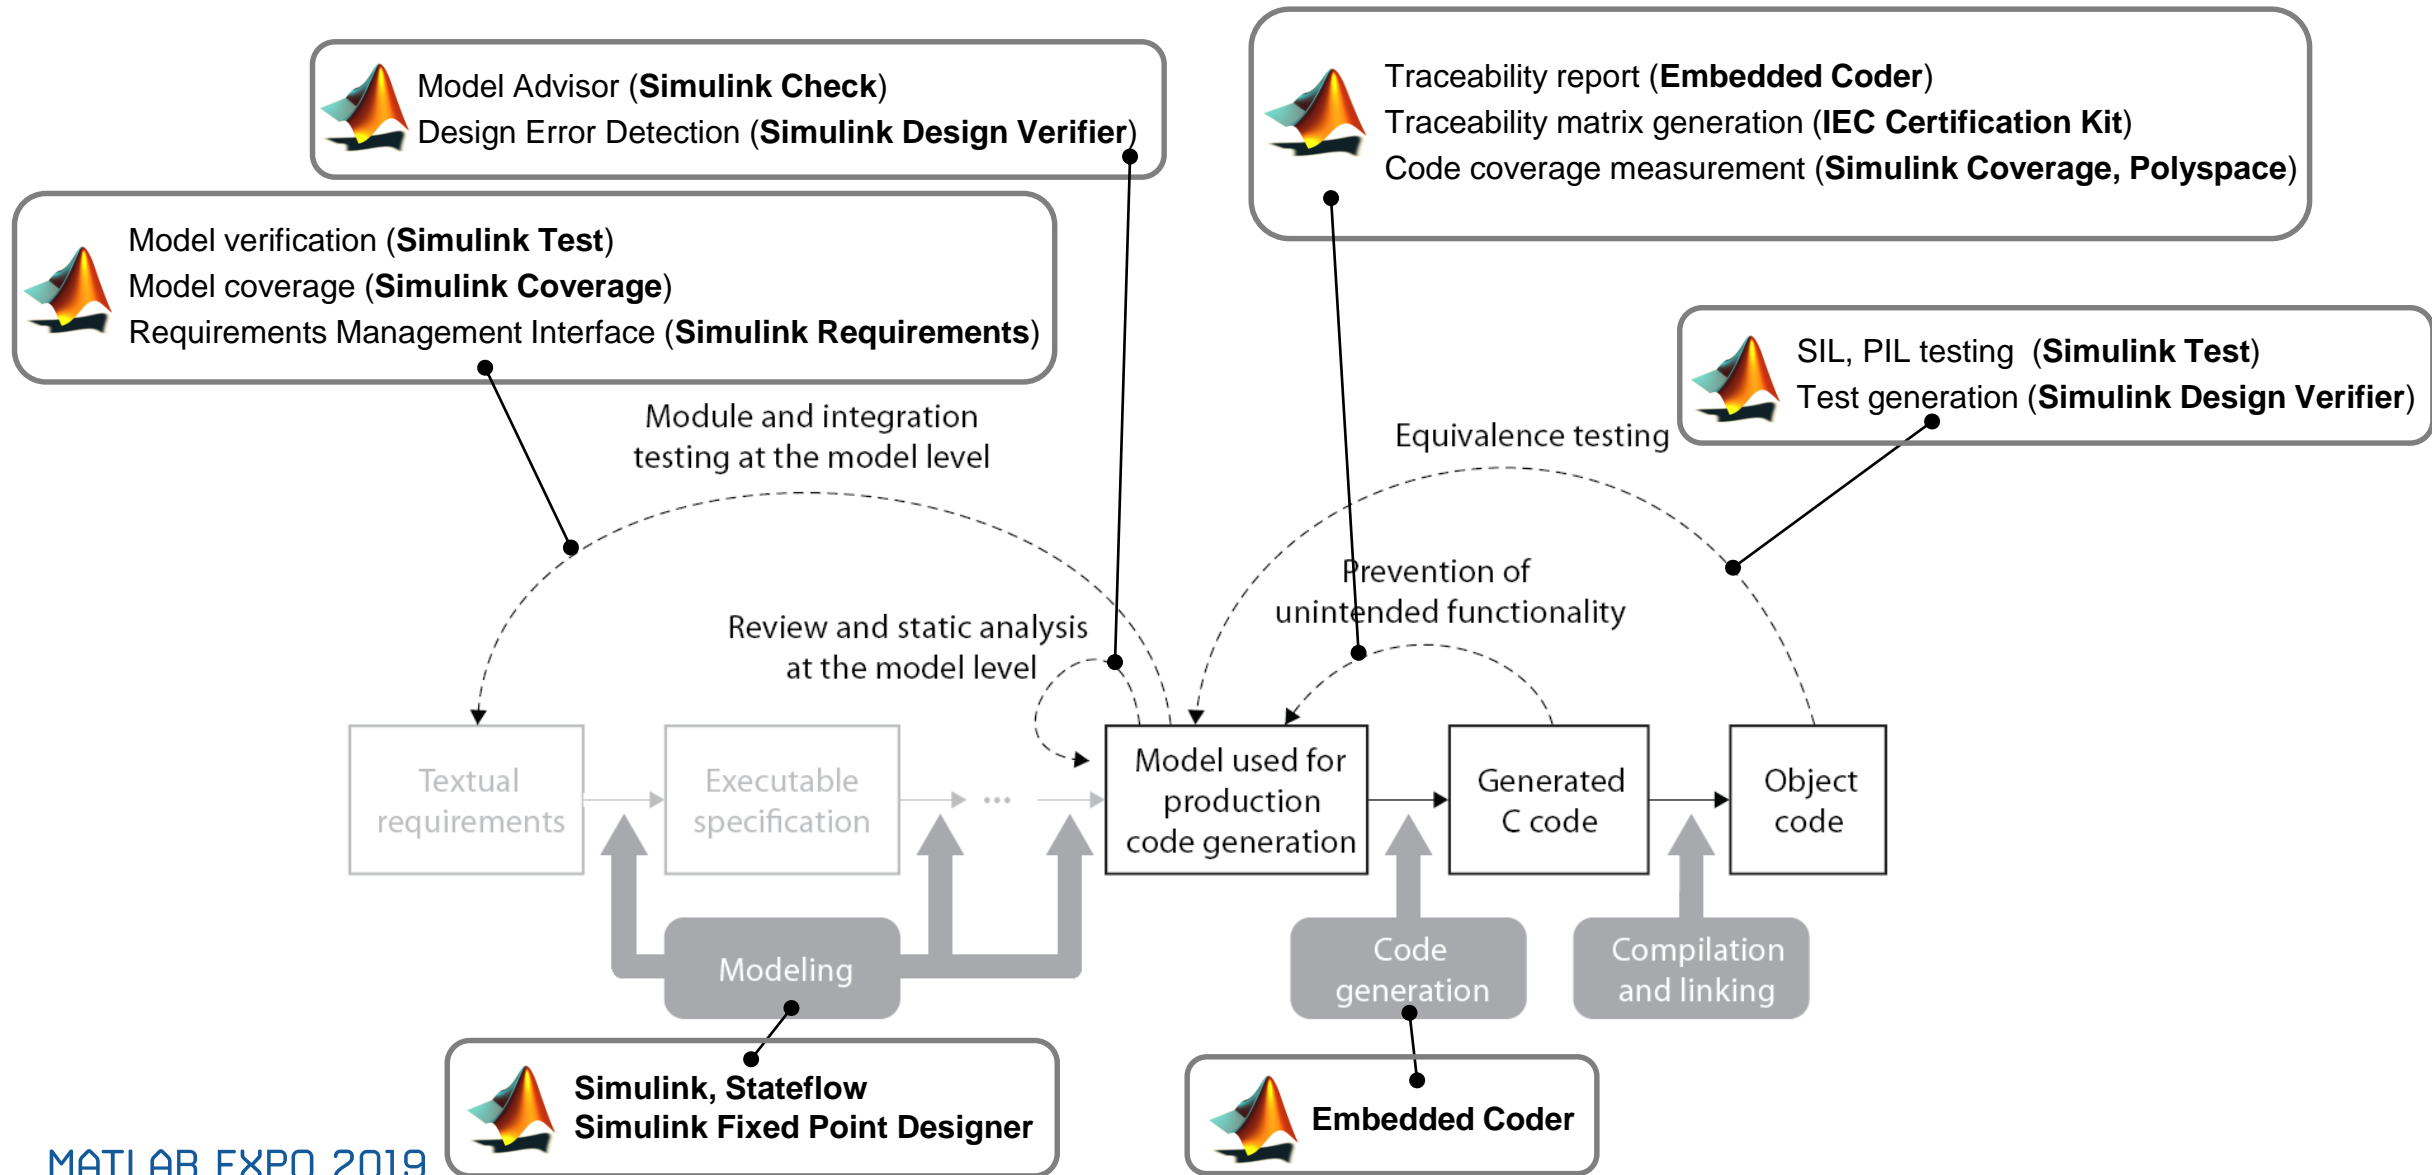 Model Advisor (Simulink Check)
Design Error Detection (Simulink Design Verifier)
Traceability report (Embedded Coder)
Traceability matrix generation (IEC Certification Kit)
Code coverage measurement (Simulink Coverage, Polyspace)
Model verification (Simulink Test)
Model coverage (Simulink Coverage)
Requirements Management Interface (Simulink Requirements)
SIL, PIL testing (Simulink Test)
Test generation (Simulink Design Verifier)
Module and integration
testing at the model level
Equivalence testing
Prevention of
unintended functionality
Review and static analysis
at the model level
Textual
requirements
Executable
specification
...
Model used for
production
code generation
Generated
C code
Object
code
Modeling
Code
generation
Compilation
and linking
Simulink, Stateflow
Simulink Fixed Point Designer
Embedded Coder
MATLAB EXPO 2019